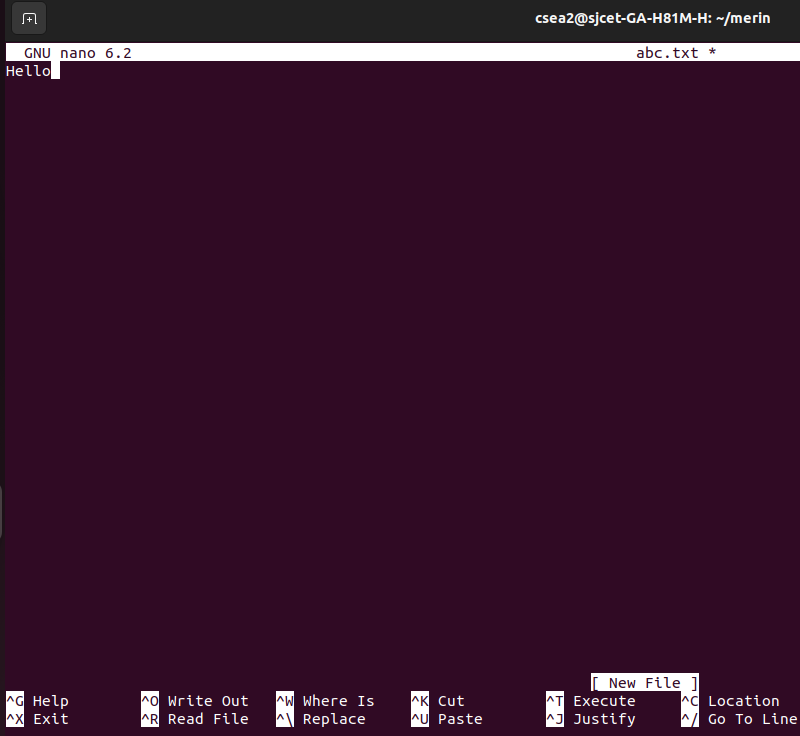 csea2@sjcet-GA-H81M-H: ~/merin
GNU nano 6.2 abc.txt *
Hello
[ New File ]
^G Help ^O Write Out ^W Where Is ^K Cut ^T Execute ^C Location
^X Exit ^R Read File ^\ Replace ^U Paste ^J Justify ^/ Go To Line